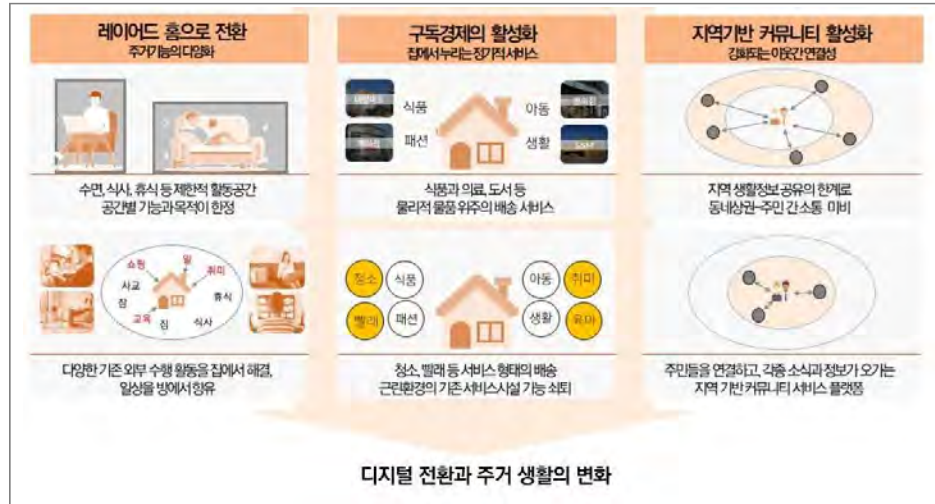 레이어드 홈으로 전환
주거기능의 다양화
수면, 식사, 휴식 등 제한적 활동공간
공간별 기능과 목적이 한정
쇼핑
일
취미
사교
잠
휴식
교육
짐
식사
다양한 기존 외부 수행 활동을 집에서 해결,
일상을 방에서 향유
구독경제의 활성화
집에서 누리는 정기적 서비스
식품
아동
패션
생활
식품과 의료, 도서 등
물리적 물품 위주의 배송 서비스
청소
식품
아동
취미
빨래
패션
생활
육아
청소, 빨래 등 서비스 형태의 배송
근린환경의 기존 서비스시설 기능 쇠퇴
지역기반 커뮤니티 활성화
강화되는 이웃간 연결성
지역 생활정보 공유의 한계로
동네상권-주민 간 소통 미비
주민들을 연결하고, 각종 소식과 정보가 오가는
지역 기반 커뮤니티 서비스 플랫폼
디지털 전환과 주거 생활의 변화